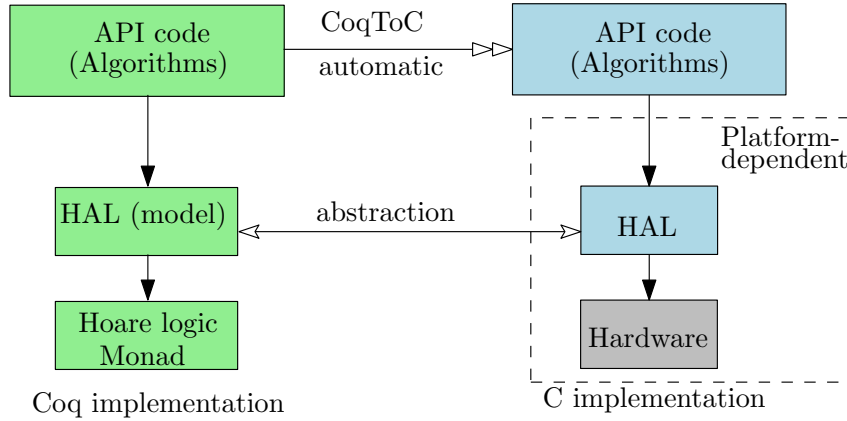 API code
(Algorithms)
CoqToC
automatic
API code
(Algorithms)
Platform-
dependent
HAL (model)
abstraction
HAL
Hoare logic
Monad
Hardware
Coq implementation
C implementation